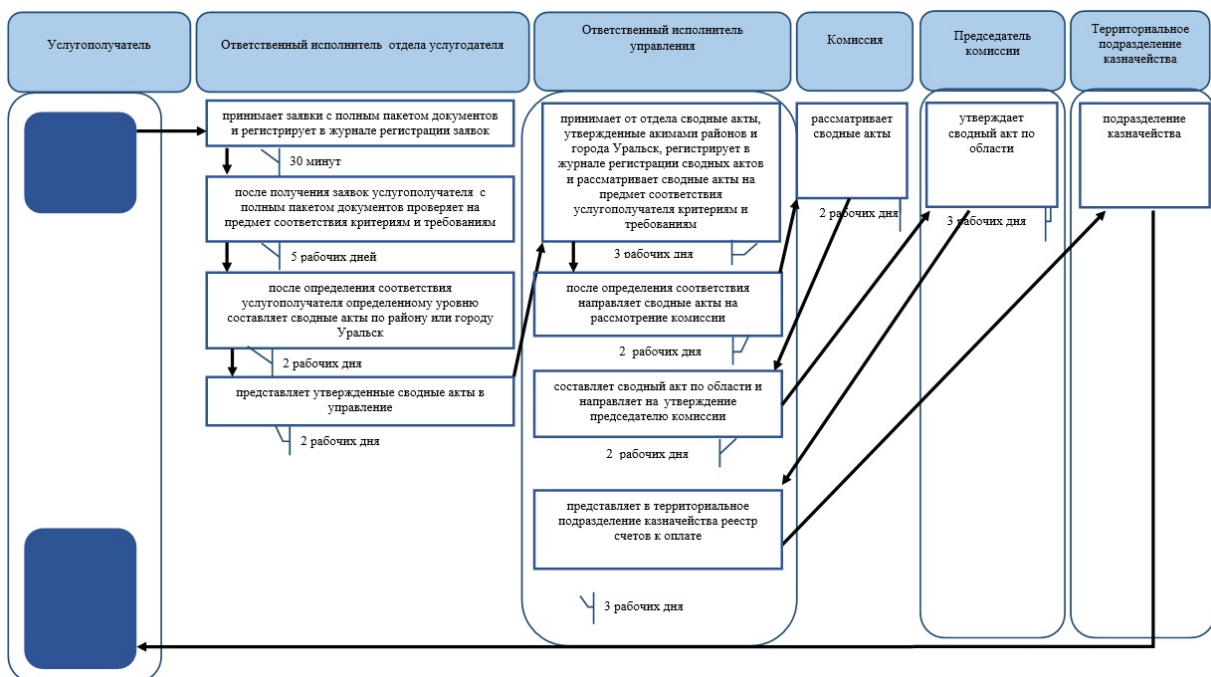 Услугополучатель
Ответственный исполнитель отдела услугодателя
Ответственный исполнитель
управления
Комиссия
Председатель
комиссии
Территориальное
подразделение
казначейства
принимает заявки с полным пакетом документов
и регистрирует в журнале регистрации заявок
30 минут
после получения заявок услугополучателя с
полным пакетом документов проверяет на
предмет соответствия критериям и требованиям
5 рабочих дней
после определения соответствия
услугополучателя определенному уровню
составляет сводные акты по району или городу
Уральск
2 рабочих дня
представляет утвержденные сводные акты в
управление
2 рабочих дня
принимает от отдела сводные акты,
утвержденные акимами районов и
города Уральск, регистрирует в
журнале регистрации сводных актов
и рассматривает сводные акты на
предмет соответствия
услугополучателя критериям и
требованиям
3 рабочих дня
после определения соответствия
направляет сводные акты на
рассмотрение комиссии
2 рабочих дня
составляет сводный акт по области и
направляет на утверждение
председателю комиссии
2 рабочих дня
представляет в территориальное
подразделение казначейства реестр
счетов к оплате
3 рабочих дня
рассматривает
сводные акты
2 рабочих дня
утверждает
сводный акт по
области
3 рабочих дня
подразделение
казначейства